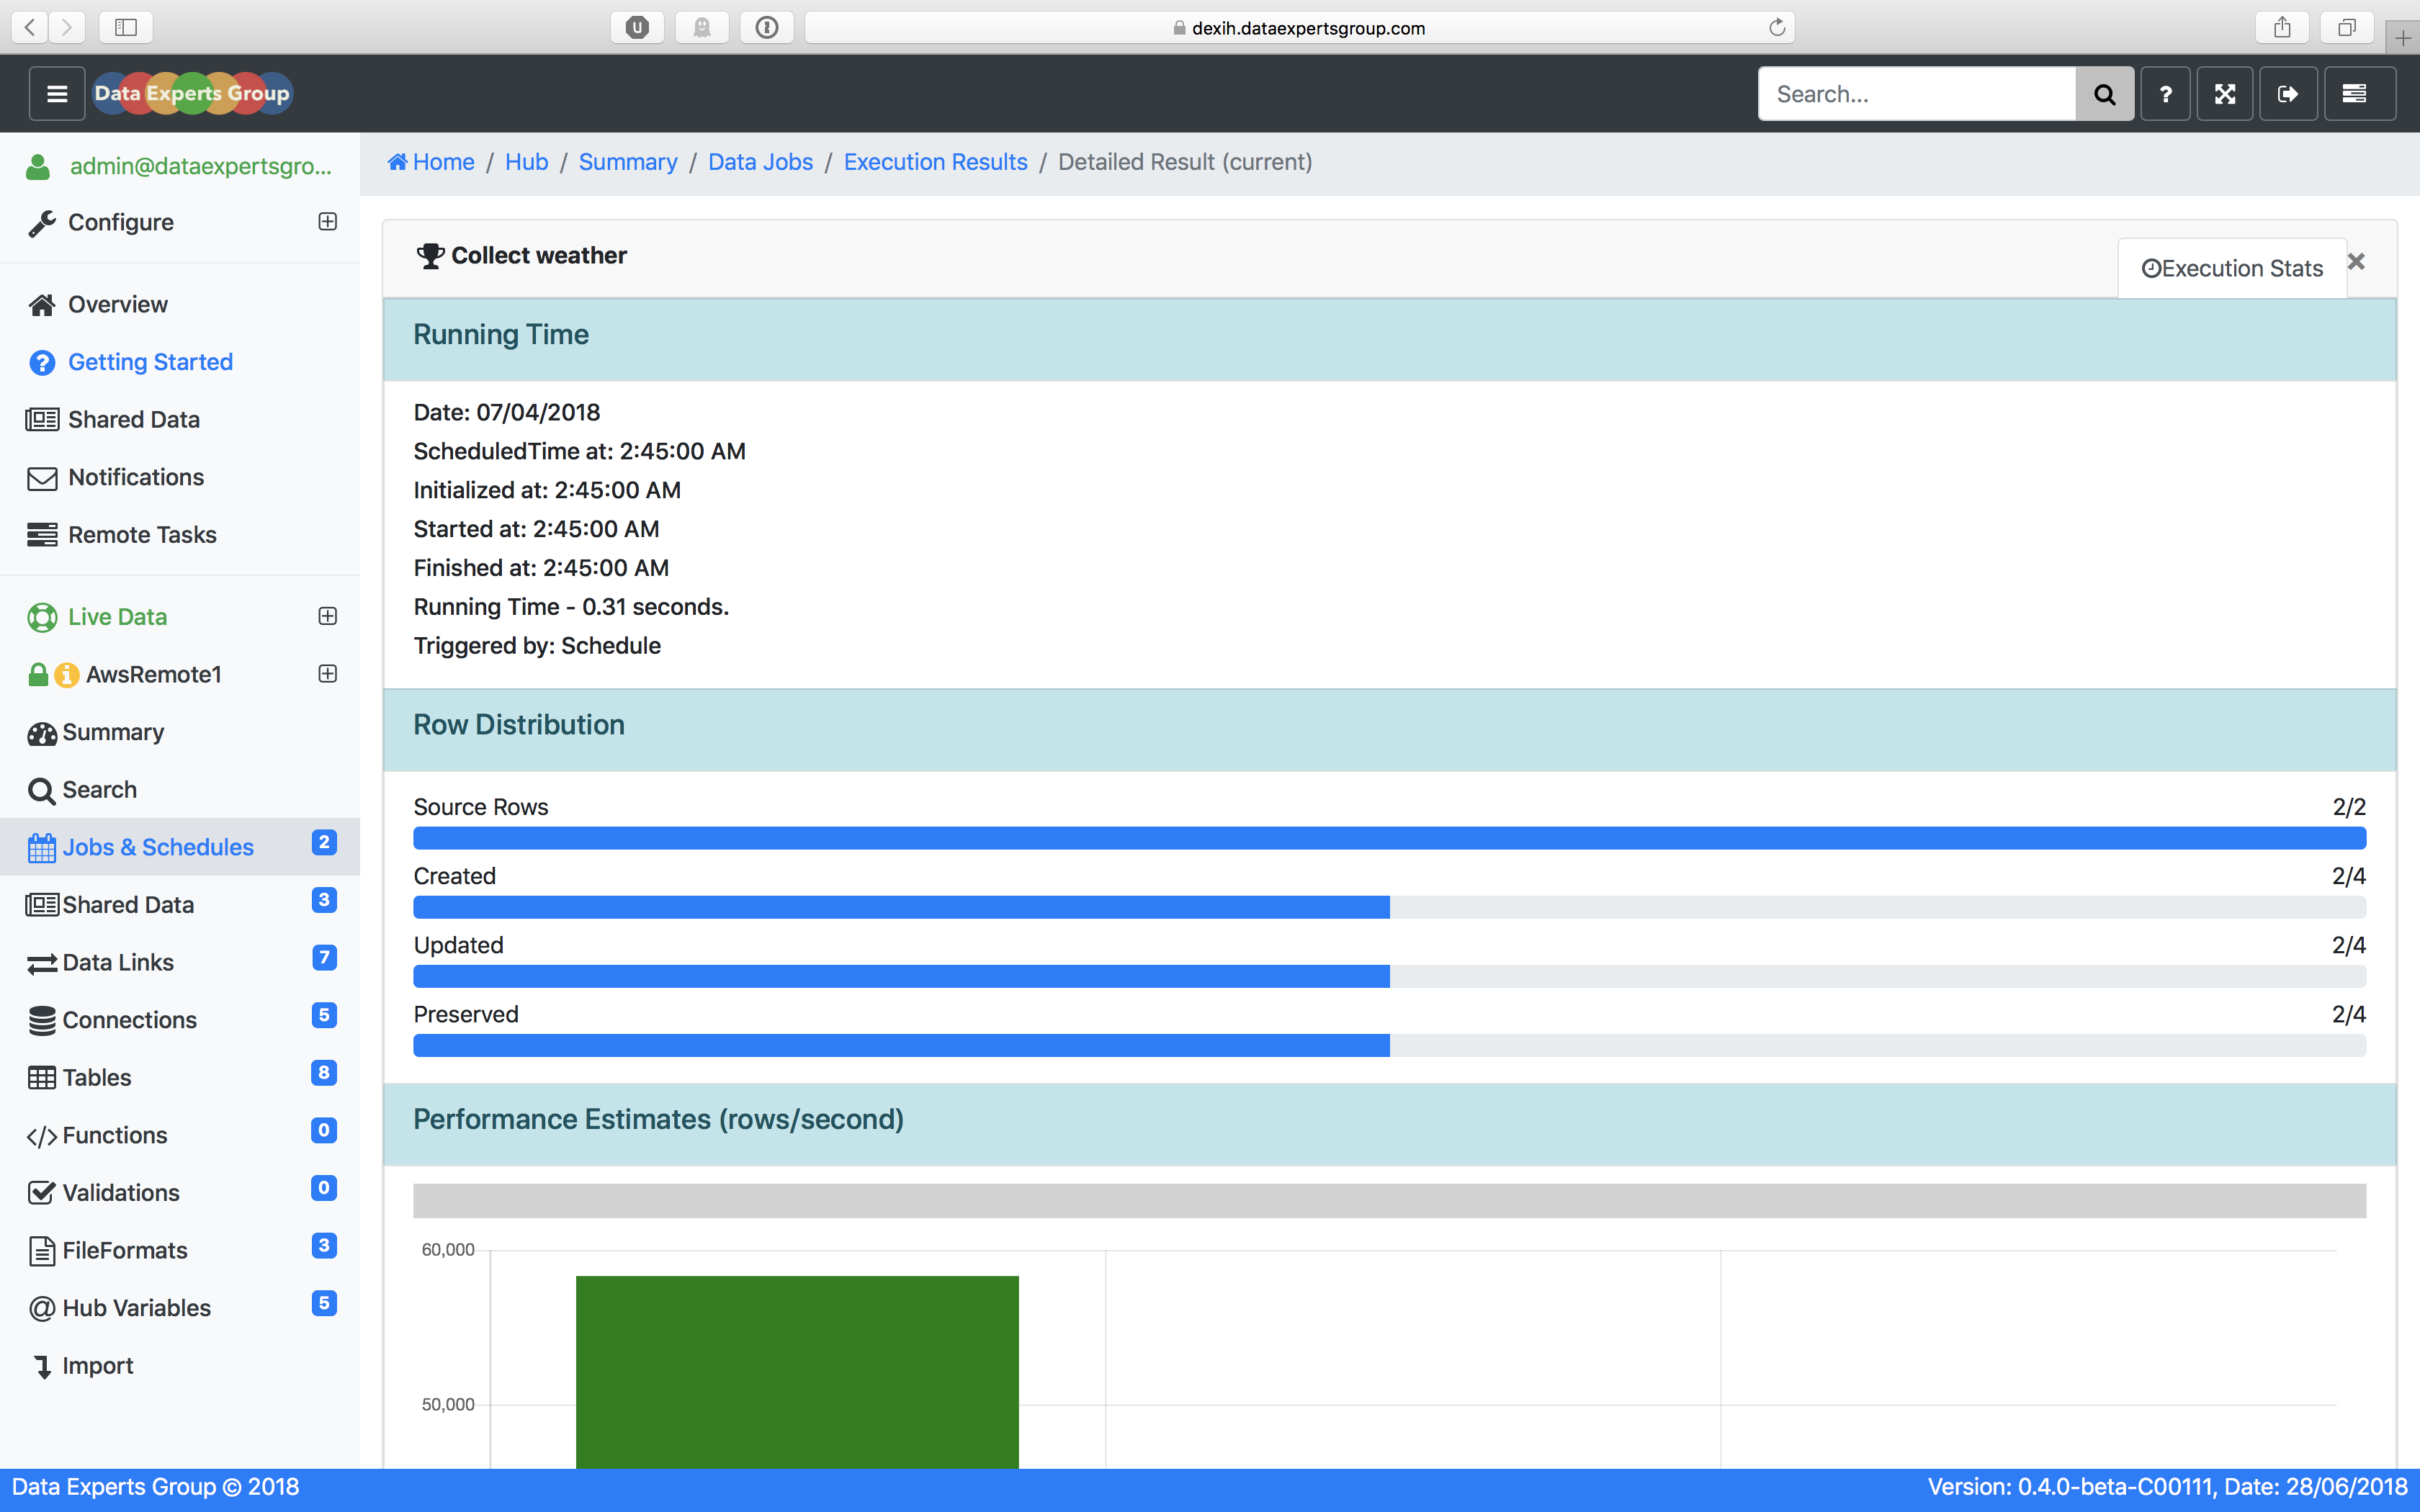 dexih.dataexpertsgroup.com
Data Experts Group
Search...
?
admin@dataexpertsgro...
Configure
Overview
Getting Started
Shared Data
Notifications
Remote Tasks
Live Data
AwsRemote1
Summary
Search
Jobs & Schedules 2
Shared Data 3
Data Links 7
Connections 5
Tables 8
Functions 0
Validations 0
FileFormats 3
Hub Variables 5
Import
Home / Hub / Summary / Data Jobs / Execution Results / Detailed Result (current)
Collect weather
Execution Stats
Running Time
Date: 07/04/2018
ScheduledTime at: 2:45:00 AM
Initialized at: 2:45:00 AM
Started at: 2:45:00 AM
Finished at: 2:45:00 AM
Running Time - 0.31 seconds.
Triggered by: Schedule
Row Distribution
Source Rows 2/2
Created 2/4
Updated 2/4
Preserved 2/4
Performance Estimates (rows/second)
60,000
50,000
Data Experts Group © 2018
Version: 0.4.0-beta-C00111, Date: 28/06/2018